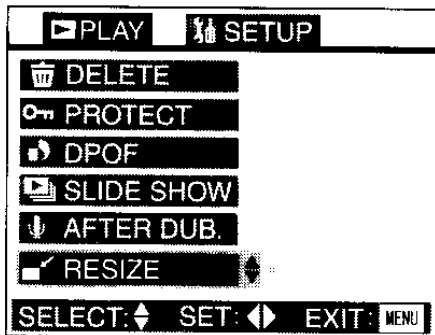 PLAY SETUP
DELETE
PROTECT
DPOF
SLIDE SHOW
AFTER DUB.
RESIZE
SELECT: SET: EXIT: MENU